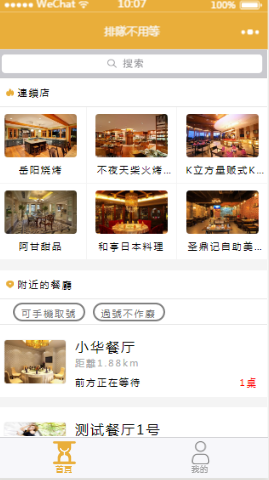 WeChat 10:07 100%
排隊不用等
搜索
連鎖店
岳阳烧烤 不夜天柴火烤... K立方量贩式K...
阿甘甜品 和亭日本料理 圣鼎记自助美...
附近的餐廳
可手機取號 過號不作廢
小华餐厅
距離1.88km
前方正在等待 1桌
测试餐厅1号
首頁 我的